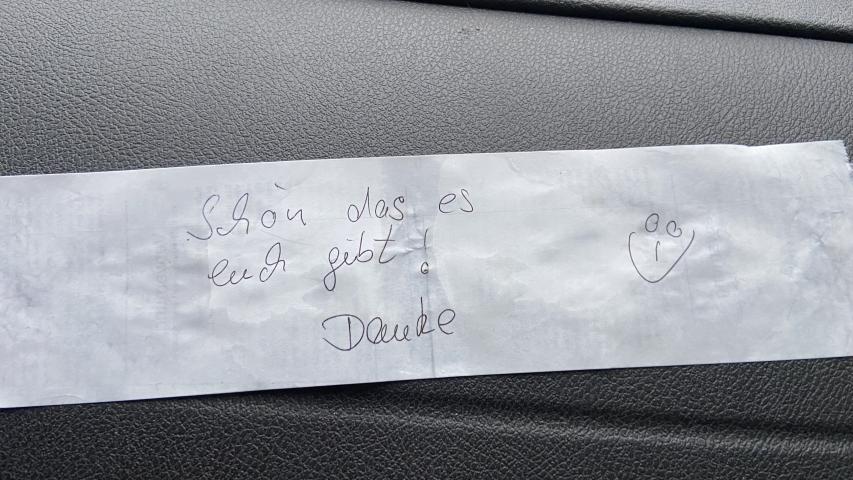 Schön das es
euch gibt!
Danke